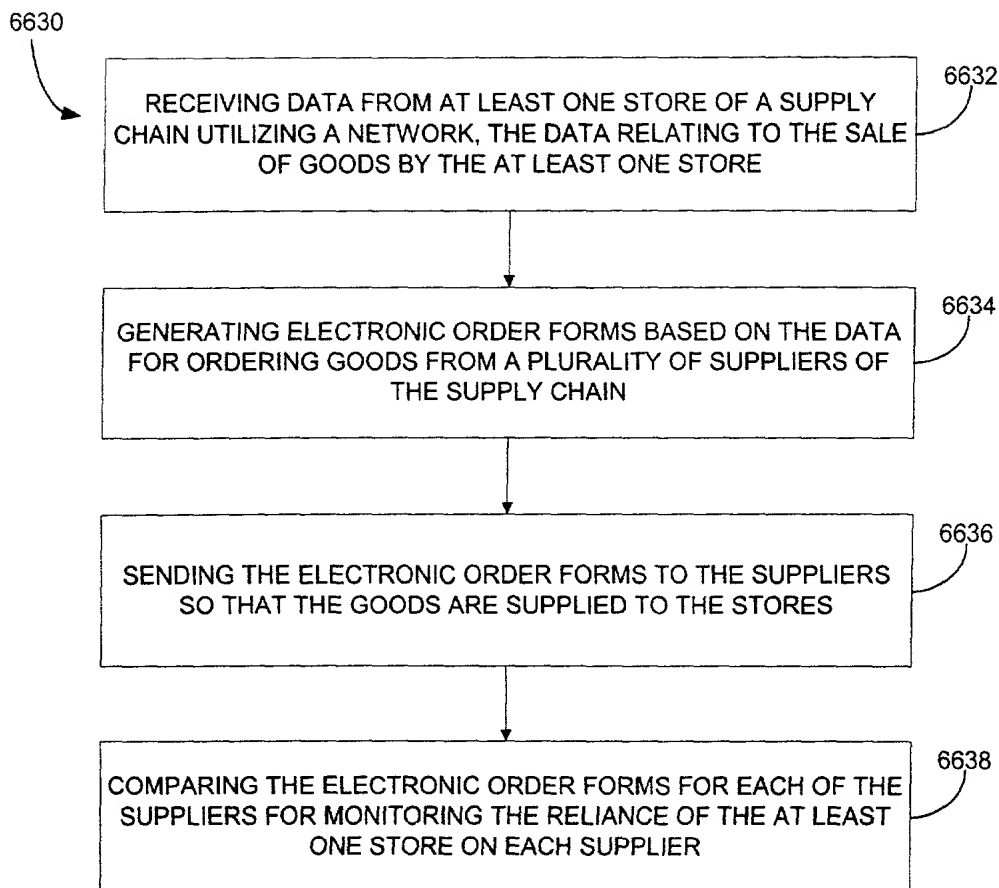 6630
6632
RECEIVING DATA FROM AT LEAST ONE STORE OF A SUPPLY
CHAIN UTILIZING A NETWORK, THE DATA RELATING TO THE SALE
OF GOODS BY THE AT LEAST ONE STORE
6634
GENERATING ELECTRONIC ORDER FORMS BASED ON THE DATA
FOR ORDERING GOODS FROM A PLURALITY OF SUPPLIERS OF
THE SUPPLY CHAIN
6636
SENDING THE ELECTRONIC ORDER FORMS TO THE SUPPLIERS
SO THAT THE GOODS ARE SUPPLIED TO THE STORES
6638
COMPARING THE ELECTRONIC ORDER FORMS FOR EACH OF THE
SUPPLIERS FOR MONITORING THE RELIANCE OF THE AT LEAST
ONE STORE ON EACH SUPPLIER